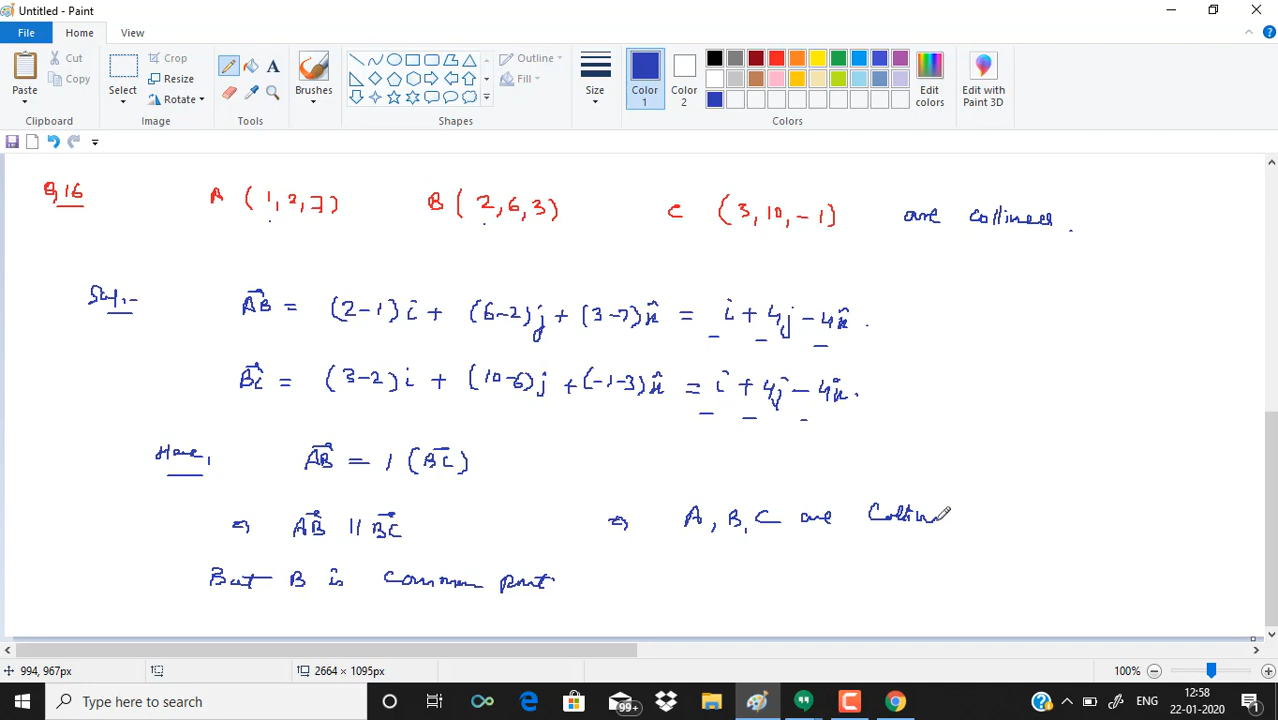 Untitled - Paint
File Home View
Paste Cut Copy Select Crop Resize Rotate Brushes Outline Fill Size Color 1 Color 2 Edit colors Edit with Paint 3D
Clipboard Image Tools Shapes Colors
Q.16 A (1, 2, 7) B (2, 6, 3) C (3, 10, -1) are collinear.
Sol:- AB = (2-1)i + (6-2)j + (3-7)k̂ = i + 4j - 4k̂.
BC = (3-2)i + (10-6)j + (-1-3)k̂ = i + 4j - 4k̂.
Here, AB = 1 (BC)
⇒ AB || BC ⇒ A, B, C are Collin
But B is common point
994, 967px 2664 × 1095px 100%
Type here to search 99+ ENG 12:58 22-01-2020 1